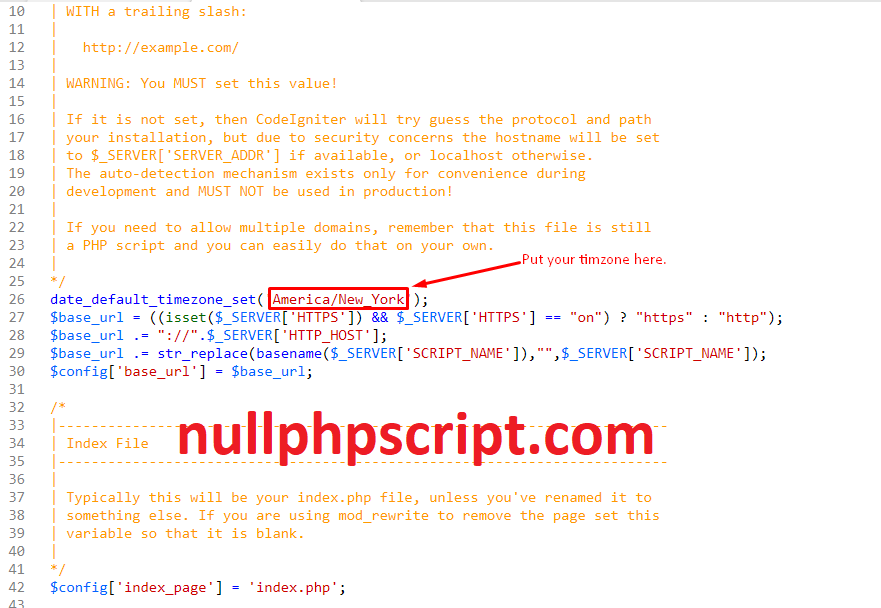 10 | WITH a trailing slash:
11 |
12 | http://example.com/
13 |
14 | WARNING: You MUST set this value!
15 |
16 | If it is not set, then CodeIgniter will try guess the protocol and path
17 | your installation, but due to security concerns the hostname will be set
18 | to $_SERVER['SERVER_ADDR'] if available, or localhost otherwise.
19 | The auto-detection mechanism exists only for convenience during
20 | development and MUST NOT be used in production!
21 |
22 | If you need to allow multiple domains, remember that this file is still
23 | a PHP script and you can easily do that on your own.
24 |
Put your timzone here.
25 */
26 date_default_timezone_set('America/New_York');
27 $base_url = ((isset($_SERVER['HTTPS']) && $_SERVER['HTTPS'] == "on") ? "https" : "http");
28 $base_url .= "://".$_SERVER['HTTP_HOST'];
29 $base_url .= str_replace(basename($_SERVER['SCRIPT_NAME']),"",$_SERVER['SCRIPT_NAME']);
30 $config['base_url'] = $base_url;
31
32 /*
33 |--------------------------------------------------------------------------
34 | Index File
nullphpscript.com
35 |--------------------------------------------------------------------------
36 |
37 | Typically this will be your index.php file, unless you've renamed it to
38 | something else. If you are using mod_rewrite to remove the page set this
39 | variable so that it is blank.
40 |
41 */
42 $config['index_page'] = 'index.php';
43